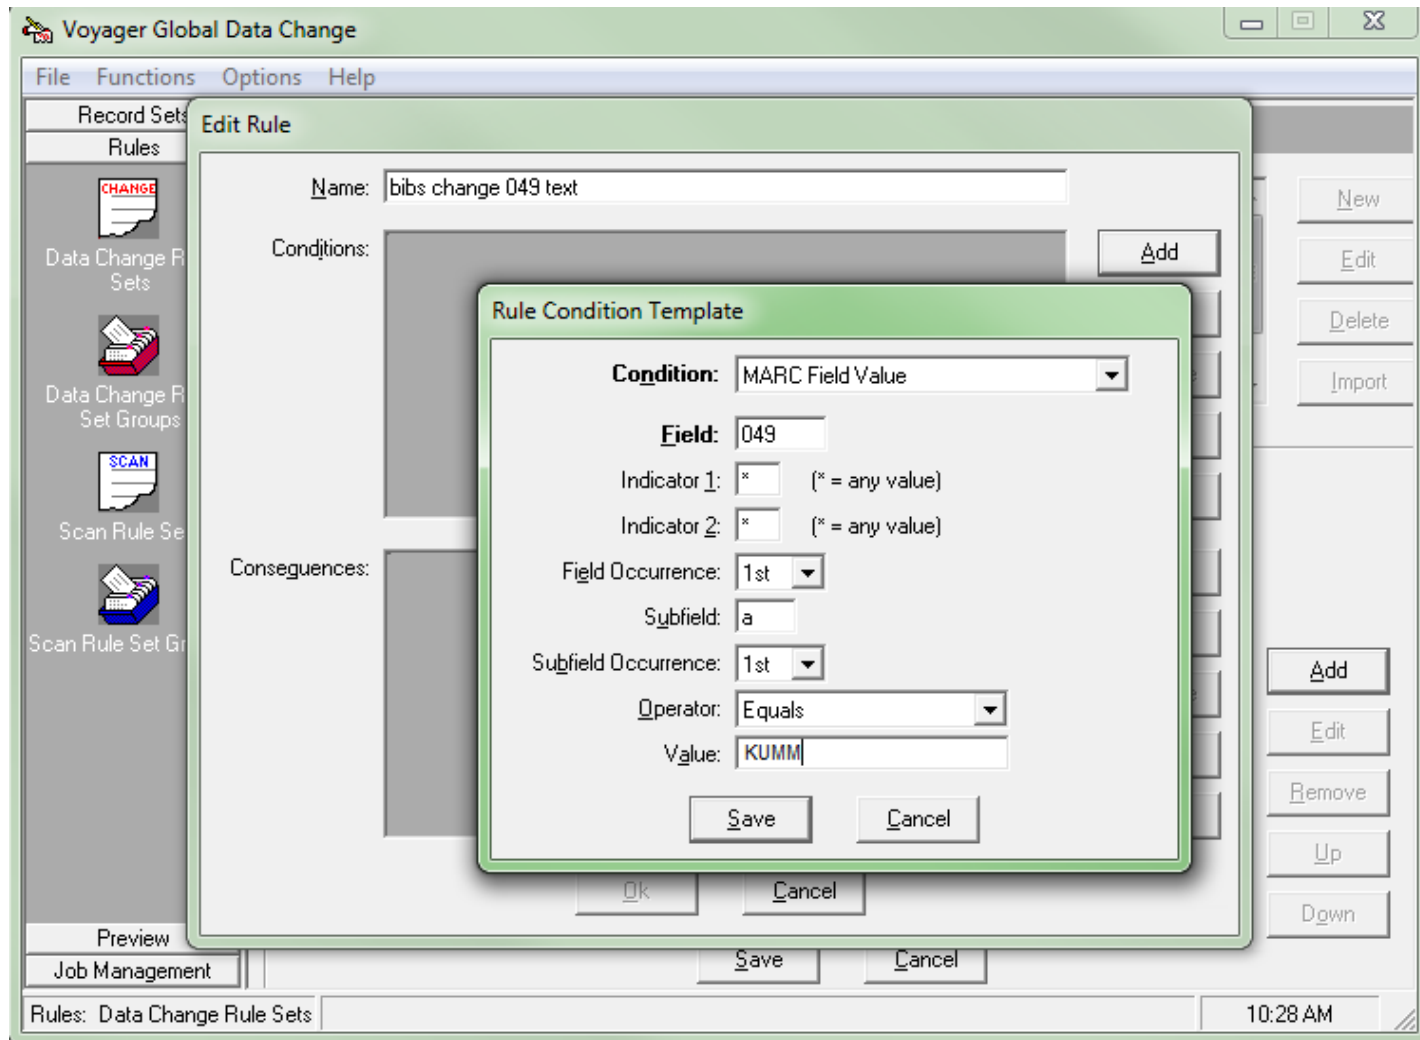 Voyager Global Data Change
File Functions Options Help
Record Sets
Rules
CHANGE
Data Change R
Sets
Data Change R
Set Groups
SCAN
Scan Rule Se
Scan Rule Set Gr
Preview
Job Management
Edit Rule
Name: bibs change 049 text
Conditions:
Add
Consequences:
Ok Cancel
Rule Condition Template
Condition: MARC Field Value
Field: 049
Indicator 1: * (* = any value)
Indicator 2: * (* = any value)
Field Occurrence: 1st
Subfield: a
Subfield Occurrence: 1st
Operator: Equals
Value: KUMM
Save Cancel
New
Edit
Delete
Import
Add
Edit
Remove
Up
Down
Save Cancel
Rules: Data Change Rule Sets
10:28 AM